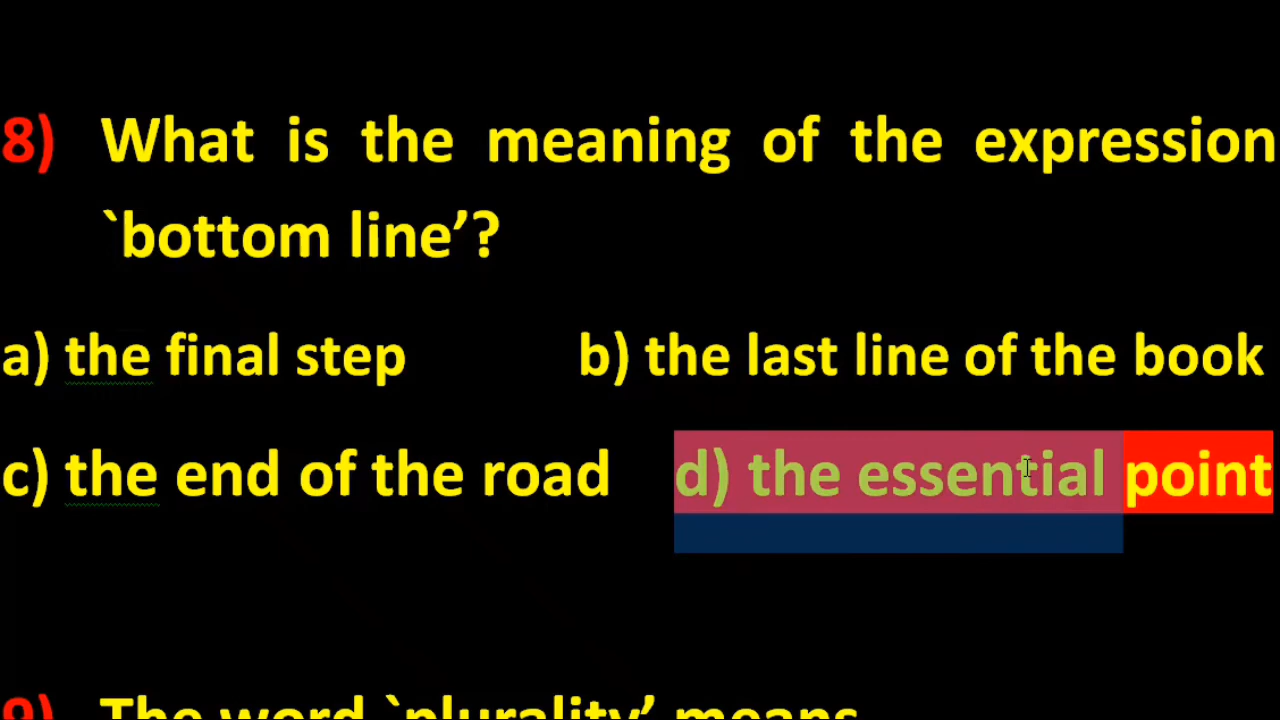 8) What is the meaning of the expression
`bottom line’?
a) the final step b) the last line of the book
c) the end of the road d) the essential point
9) The word `plurality’ means